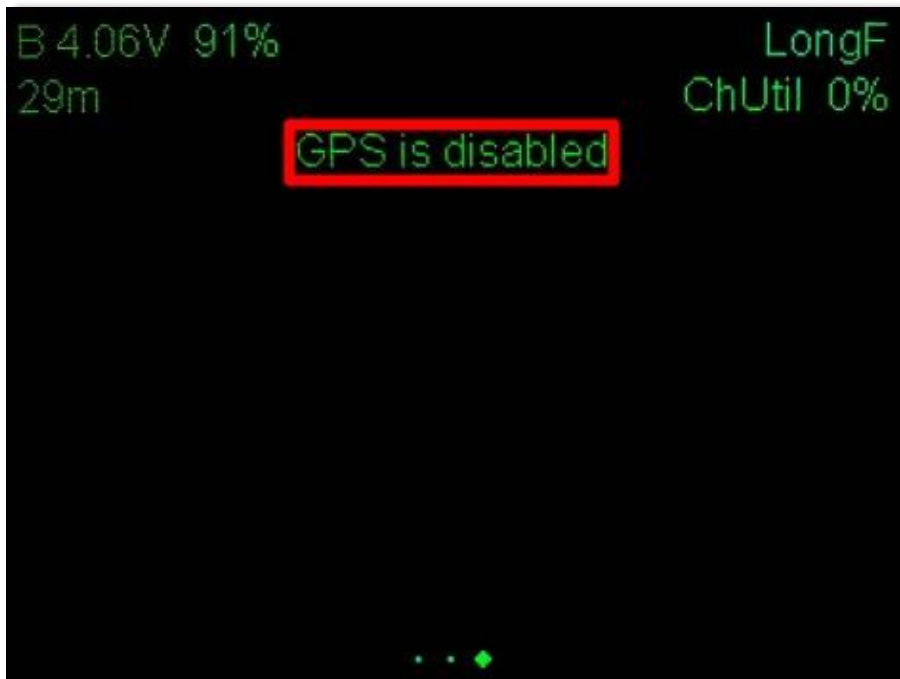 B 4.06V 91%
LongF
29m
ChUtil 0%
GPS is disabled